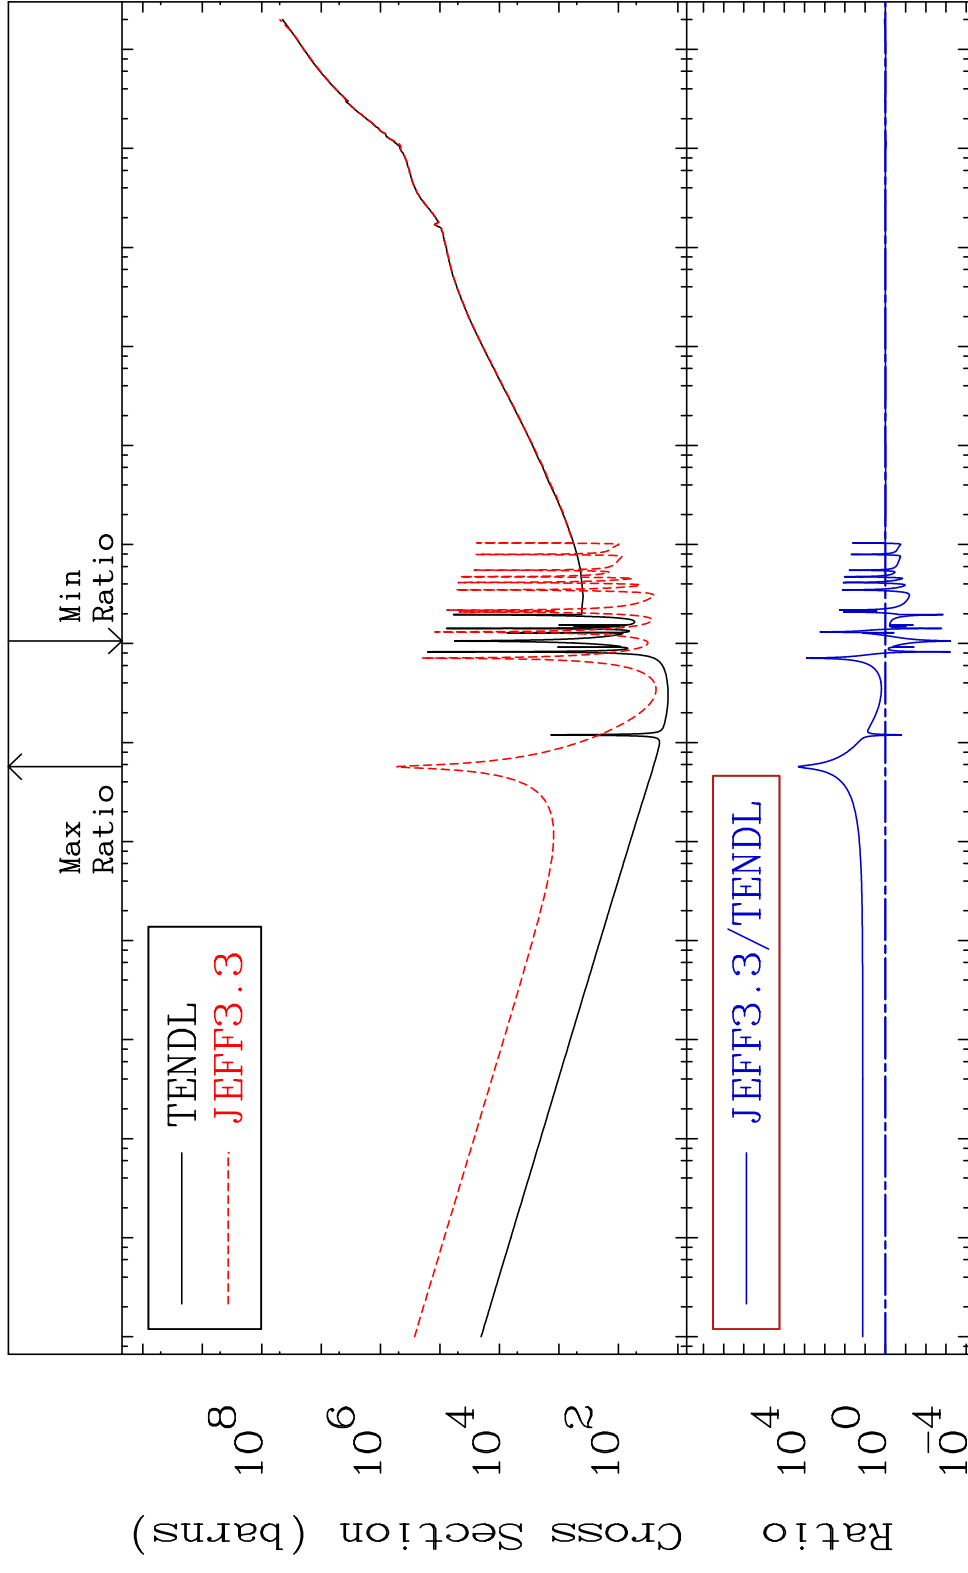 Max
Ratio
Min
Ratio
TENDL
JEFF3.3
10 8
10 6
10 4
10 2
Cross Section (barns)
JEFF3.3/TENDL
10 4
10 0
10 -4
Ratio